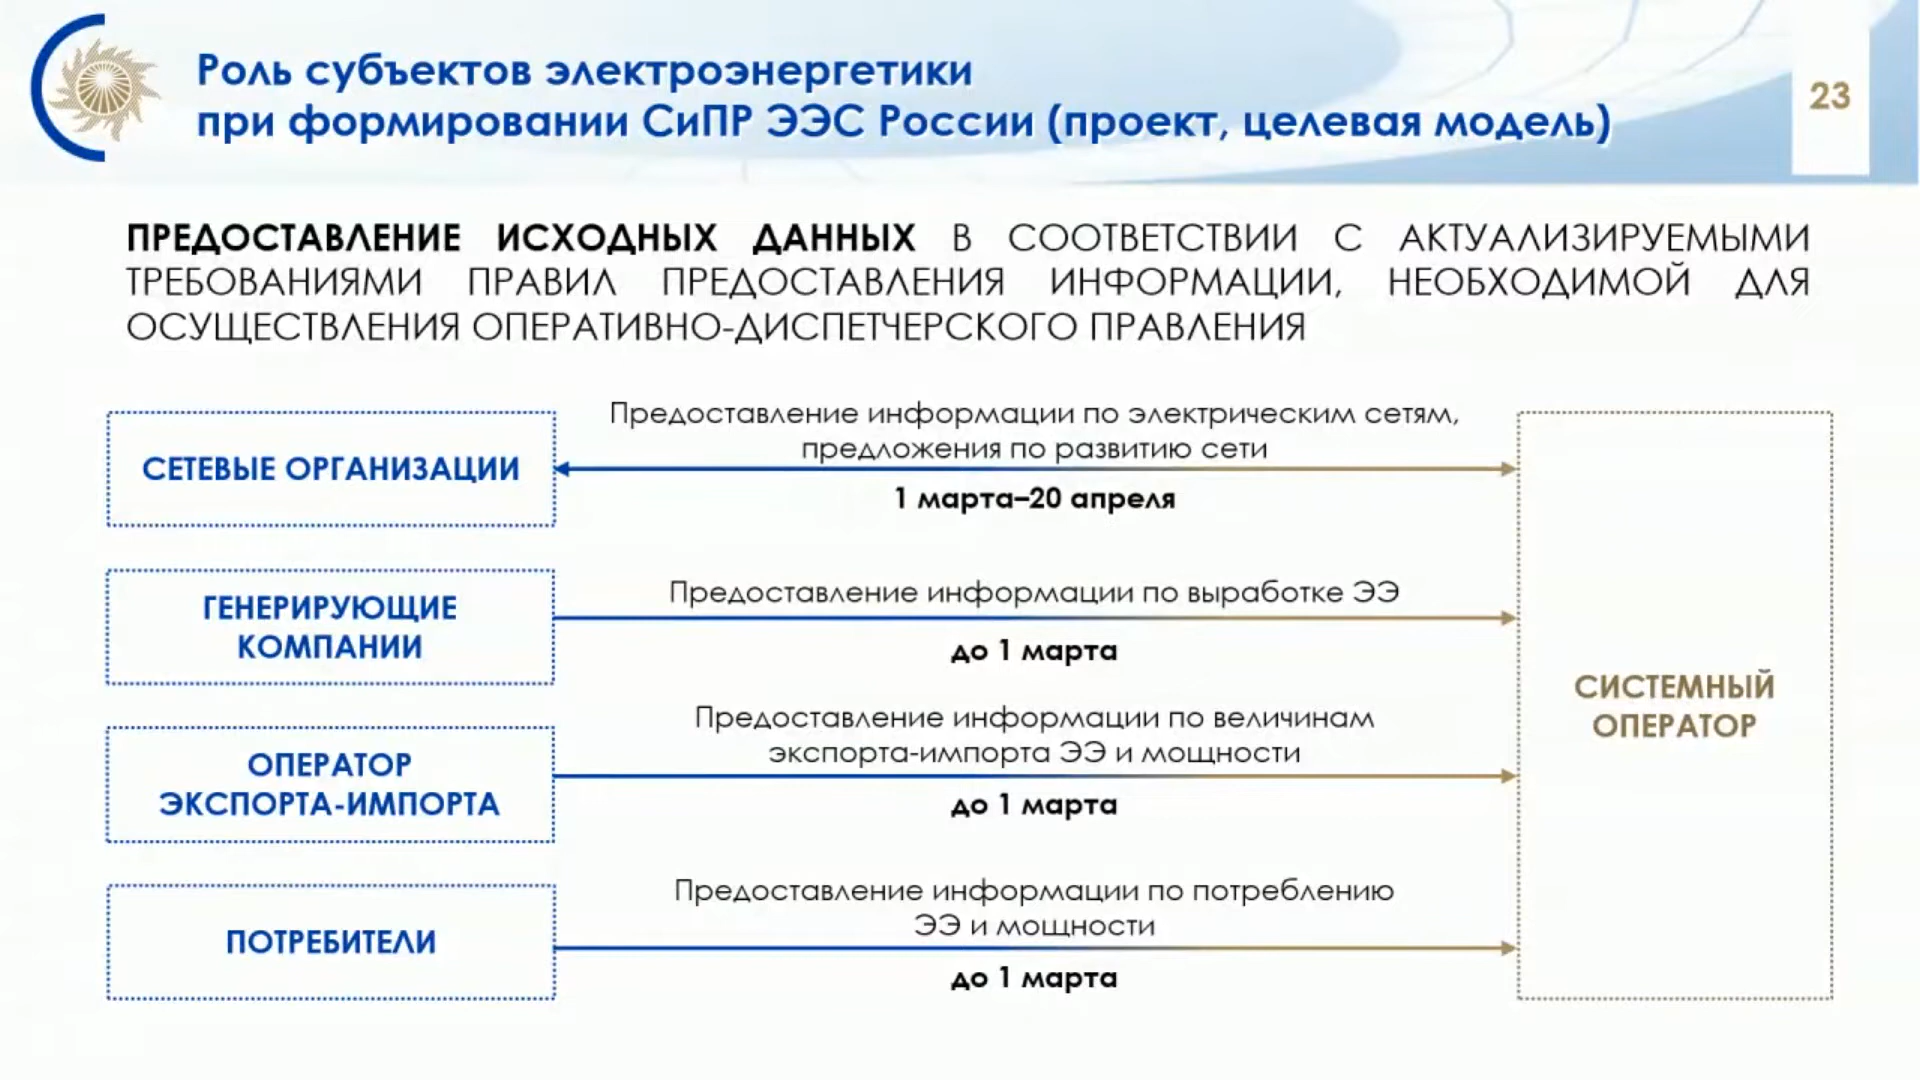 Роль субъектов электроэнергетики
при формировании СиПР ЭЭС России (проект, целевая модель)
23
ПРЕДОСТАВЛЕНИЕ ИСХОДНЫХ ДАННЫХ В СООТВЕТСТВИИ С АКТУАЛИЗИРУЕМЫМИ
ТРЕБОВАНИЯМИ ПРАВИЛ ПРЕДОСТАВЛЕНИЯ ИНФОРМАЦИИ, НЕОБХОДИМОЙ ДЛЯ
ОСУЩЕСТВЛЕНИЯ ОПЕРАТИВНО-ДИСПЕТЧЕРСКОГО ПРАВЛЕНИЯ
СЕТЕВЫЕ ОРГАНИЗАЦИИ
Предоставление информации по электрическим сетям,
предложения по развитию сети
1 марта–20 апреля
ГЕНЕРИРУЮЩИЕ
КОМПАНИИ
Предоставление информации по выработке ЭЭ
до 1 марта
ОПЕРАТОР
ЭКСПОРТА-ИМПОРТА
Предоставление информации по величинам
экспорта-импорта ЭЭ и мощности
до 1 марта
ПОТРЕБИТЕЛИ
Предоставление информации по потреблению
ЭЭ и мощности
до 1 марта
СИСТЕМНЫЙ
ОПЕРАТОР